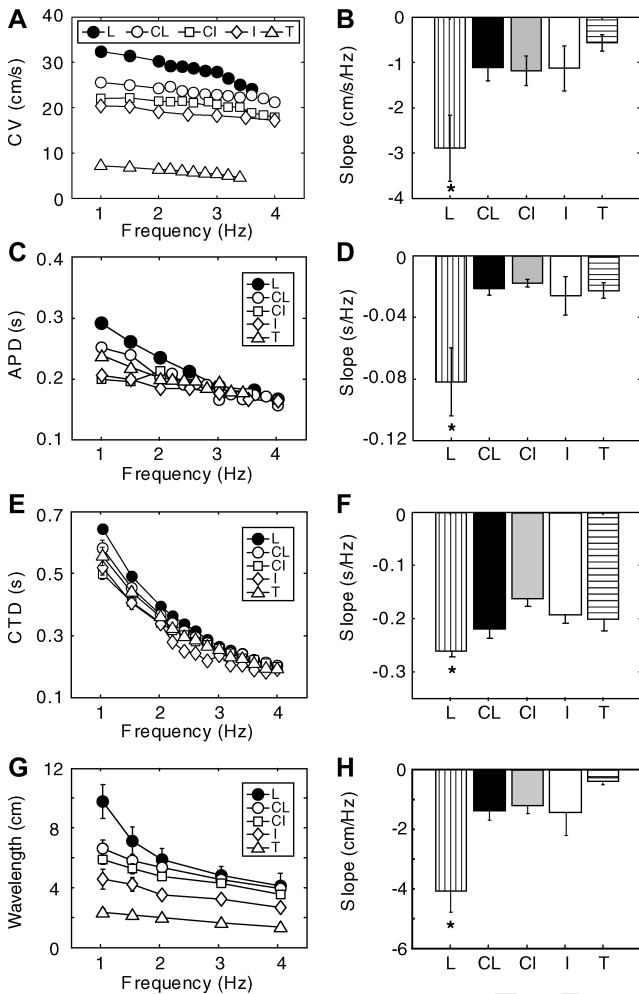 A
L CL CI I T
CV (cm/s)
40
30
20
10
0
1 2 3 4
Frequency (Hz)
B
Slope (cm/s/Hz)
0
-1
-2
-3
-4
*
L CL CI I T
C
APD (s)
0.4
0.3
0.2
0.1
L
CL
CI
I
T
1 2 3 4
Frequency (Hz)
D
Slope (s/Hz)
0
-0.04
-0.08
-0.12
*
L CL CI I T
E
CTD (s)
0.7
0.5
0.3
0.1
L
CL
CI
I
T
1 2 3 4
Frequency (Hz)
F
Slope (s/Hz)
0
-0.1
-0.2
-0.3
*
L CL CI I T
G
Wavelength (cm)
12
8
4
0
L
CL
CI
I
T
1 2 3 4
Frequency (Hz)
H
Slope (cm/Hz)
0
-2
-4
-6
*
L CL CI I T